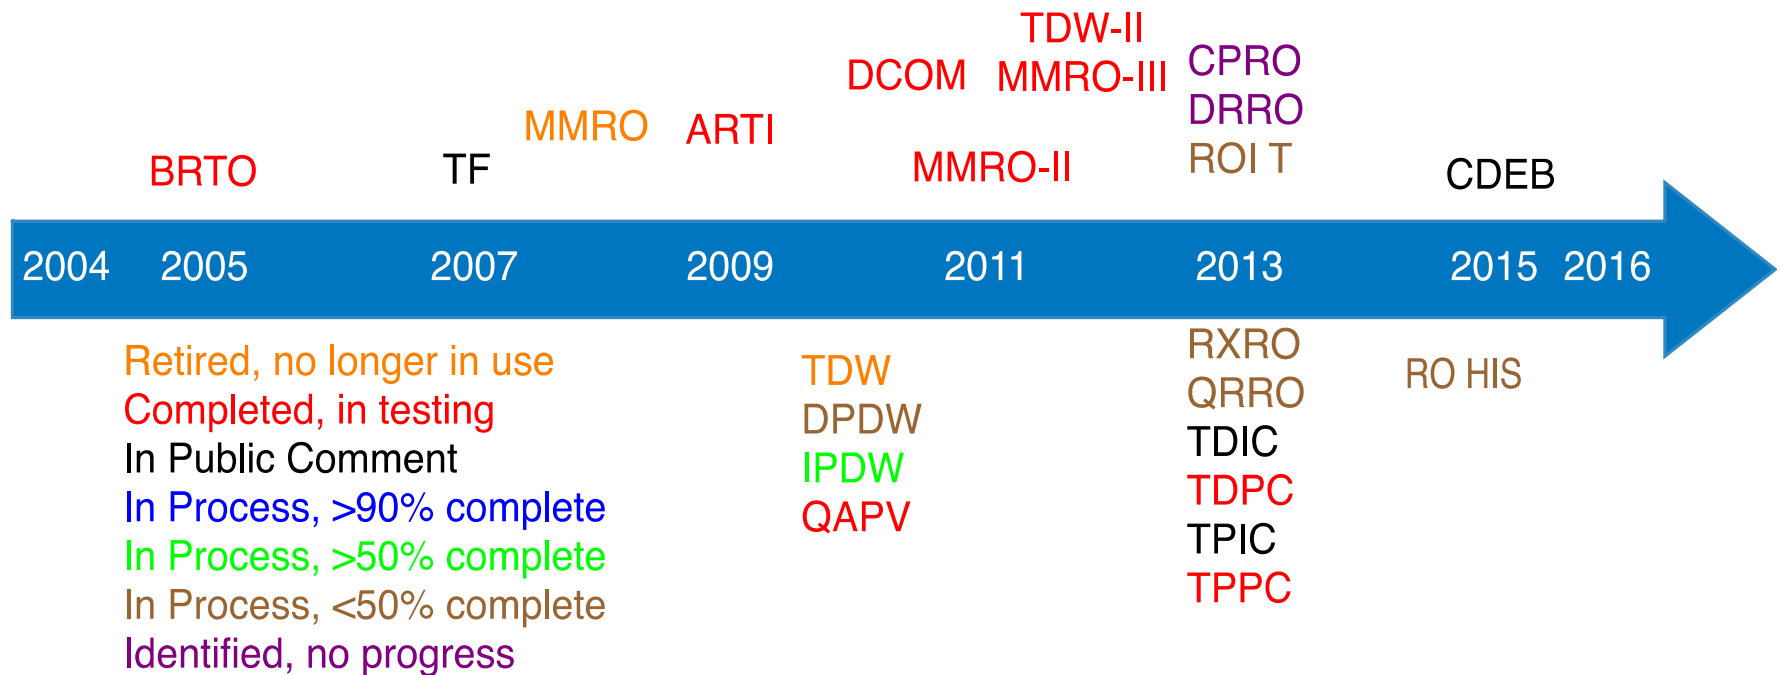 TDW-II
DCOM MMRO-III CPRO
DRRO
MMRO ARTI
BRTO TF MMRO-II ROI T CDEB
2004 2005 2007 2009 2011 2013 2015 2016
Retired, no longer in use
Completed, in testing
In Public Comment
In Process, >90% complete
In Process, >50% complete
In Process, <50% complete
Identified, no progress
TDW
DPDW
IPDW
QAPV
RXRO
QRRO
TDIC
TDPC
TPIC
TPPC
RO HIS